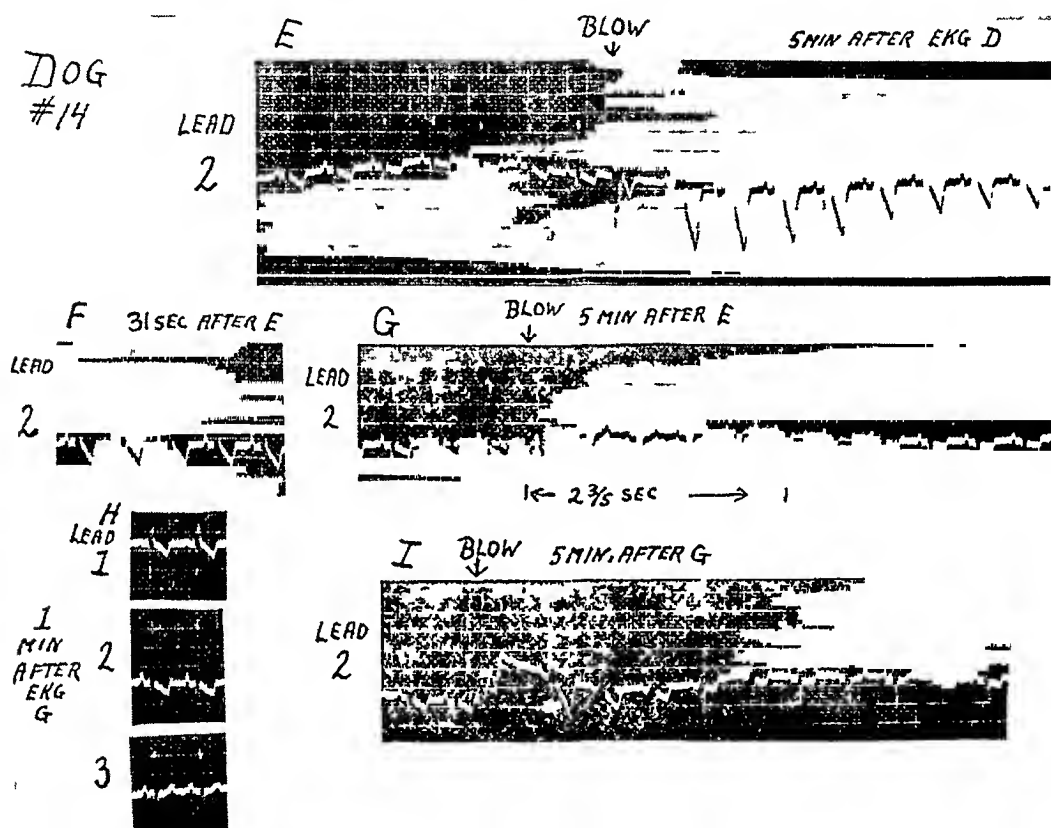 DOG
#14
E
BLOW
5 MIN AFTER EKG D
LEAD
2
F
31 SEC AFTER E
LEAD
2
G
BLOW 5 MIN AFTER E
LEAD
2
2 3/5 SEC
H
LEAD
1
2
3
1
MIN
AFTER
EKG
G
I
BLOW
5 MIN. AFTER G
LEAD
2